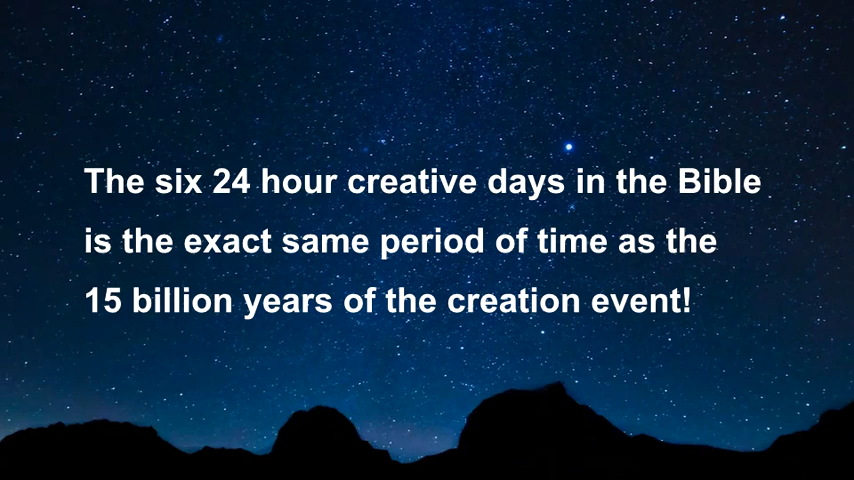 The six 24 hour creative days in the Bible
is the exact same period of time as the
15 billion years of the creation event!